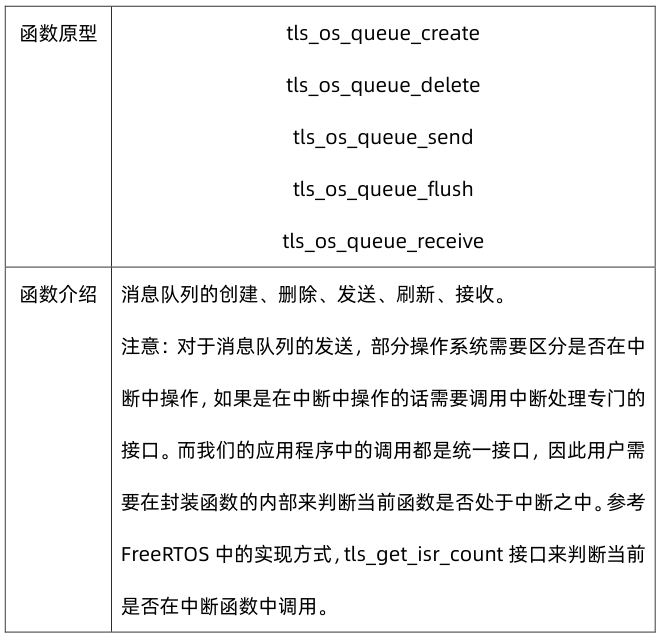 函数原型
tls_os_queue_create
tls_os_queue_delete
tls_os_queue_send
tls_os_queue_flush
tls_os_queue_receive
函数介绍
消息队列的创建、删除、发送、刷新、接收。
注意：对于消息队列的发送，部分操作系统需要区分是否在中
断中操作，如果是在中断中操作的话需要调用中断处理专门的
接口。而我们的应用程序中的调用都是统一接口，因此用户需
要在封装函数的内部来判断当前函数是否处于中断之中。参考
FreeRTOS 中的实现方式，tls_get_isr_count 接口来判断当前
是否在中断函数中调用。